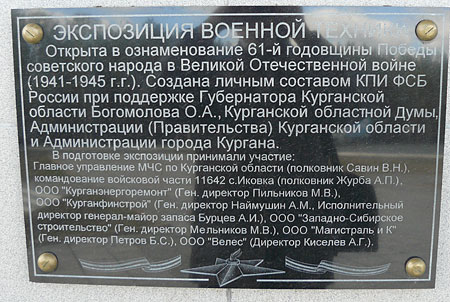 ЭКСПОЗИЦИЯ ВОЕННОЙ ТЕХНИКИ
Открыта в ознаменование 61-й годовщины Победы
советского народа в Великой Отечественной войне
(1941-1945 г.г.). Создана личным составом КПИ ФСБ
России при поддержке Губернатора Курганской
области Богомолова О.А., Курганской областной Думы,
Администрации (Правительства) Курганской области
и Администрации города Кургана.
В подготовке экспозиции принимали участие:
Главное управление МЧС по Курганской области (полковник Савин В.Н.),
командование войсковой части 11642 с.Иковка (полковник Журба А.П.),
ООО "Курганэнергоремонт" (Ген. директор Пильников М.В.),
ООО "Курганфинстрой" (Ген. директор Наймушин А.М., Исполнительный
директор генерал-майор запаса Бурцев А.И.), ООО "Западно-Сибирское
строительство" (Ген. директор Мельников М.В.), ООО "Магистраль и К"
(Ген. директор Петров Б.С.), ООО "Велес" (Директор Киселев А.Г.).